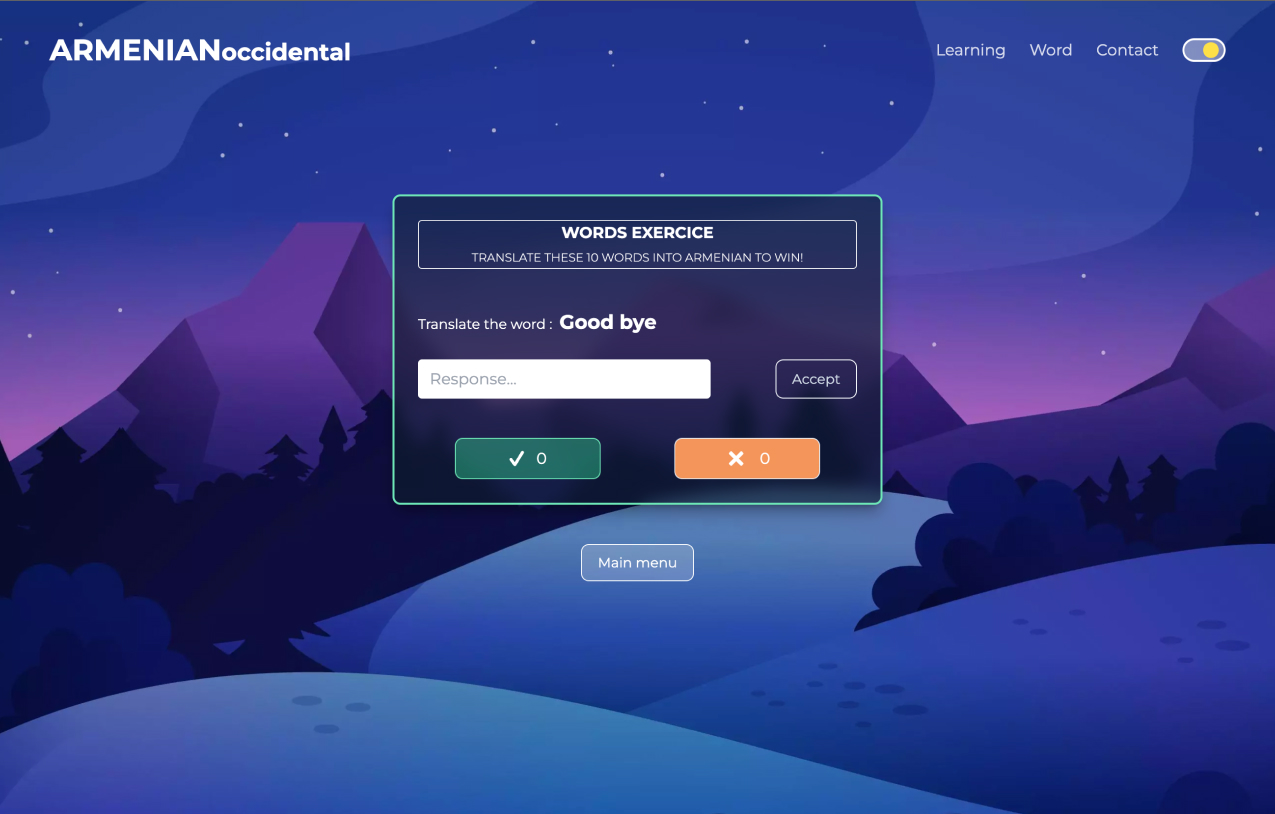 ARMENIANoccidental
Learning Word Contact
WORDS EXERCICE
TRANSLATE THESE 10 WORDS INTO ARMENIAN TO WIN!
Translate the word : Good bye
Response...
Accept
0
0
Main menu